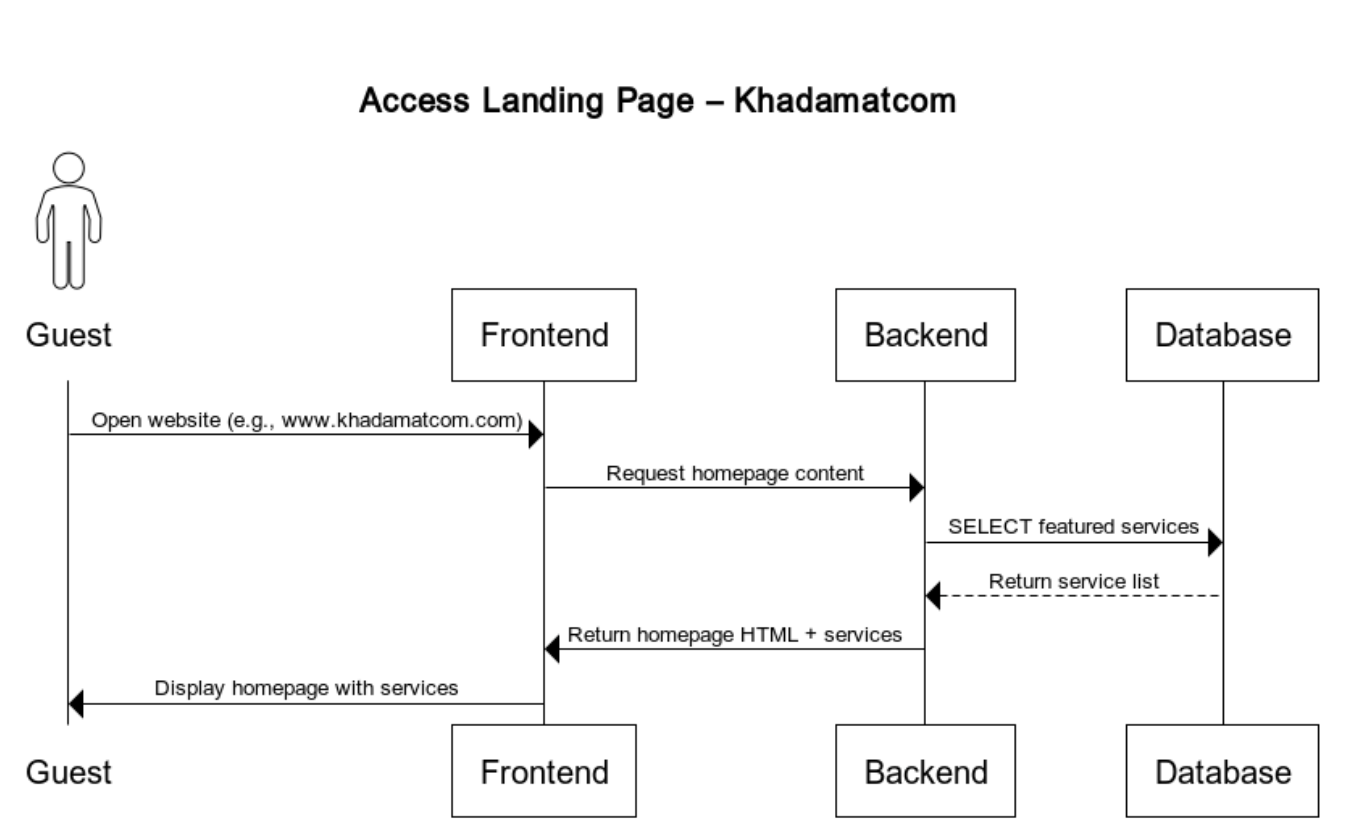 Access Landing Page – Khadamatcom
Guest
Frontend
Backend
Database
Open website (e.g., www.khadamatcom.com)
Request homepage content
SELECT featured services
Return service list
Return homepage HTML + services
Display homepage with services
Guest
Frontend
Backend
Database